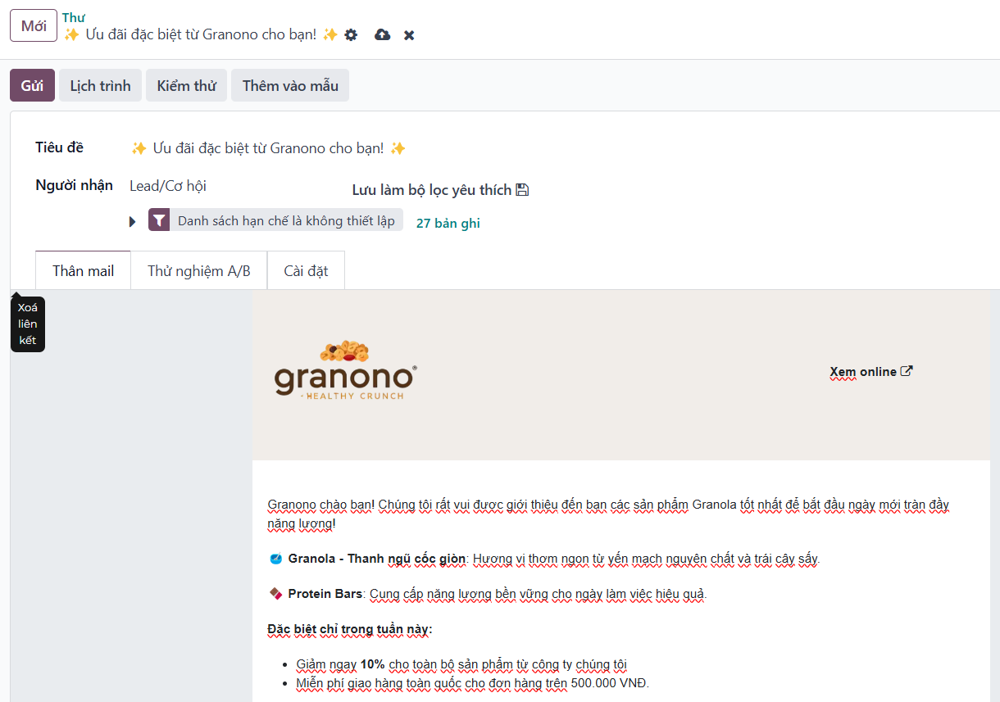 Mới
Thư
✨ Ưu đãi đặc biệt từ Granono cho bạn! ✨
Gửi
Lịch trình
Kiểm thử
Thêm vào mẫu
Tiêu đề
✨ Ưu đãi đặc biệt từ Granono cho bạn! ✨
Người nhận
Lead/Cơ hội
Lưu làm bộ lọc yêu thích
Danh sách hạn chế là không thiết lập
27 bản ghi
Thân mail
Thử nghiệm A/B
Cài đặt
Xoá
liên
kết
granono®
- HEALTHY CRUNCH
Xem online
Granono chào bạn! Chúng tôi rất vui được giới thiệu đến bạn các sản phẩm Granola tốt nhất để bắt đầu ngày mới tràn đầy
năng lượng!
Granola - Thanh ngũ cốc giòn: Hương vị thơm ngon từ yến mạch nguyên chất và trái cây sấy.
Protein Bars: Cung cấp năng lượng bền vững cho ngày làm việc hiệu quả.
Đặc biệt chỉ trong tuần này:
• Giảm ngay 10% cho toàn bộ sản phẩm từ công ty chúng tôi
• Miễn phí giao hàng toàn quốc cho đơn hàng trên 500.000 VNĐ.